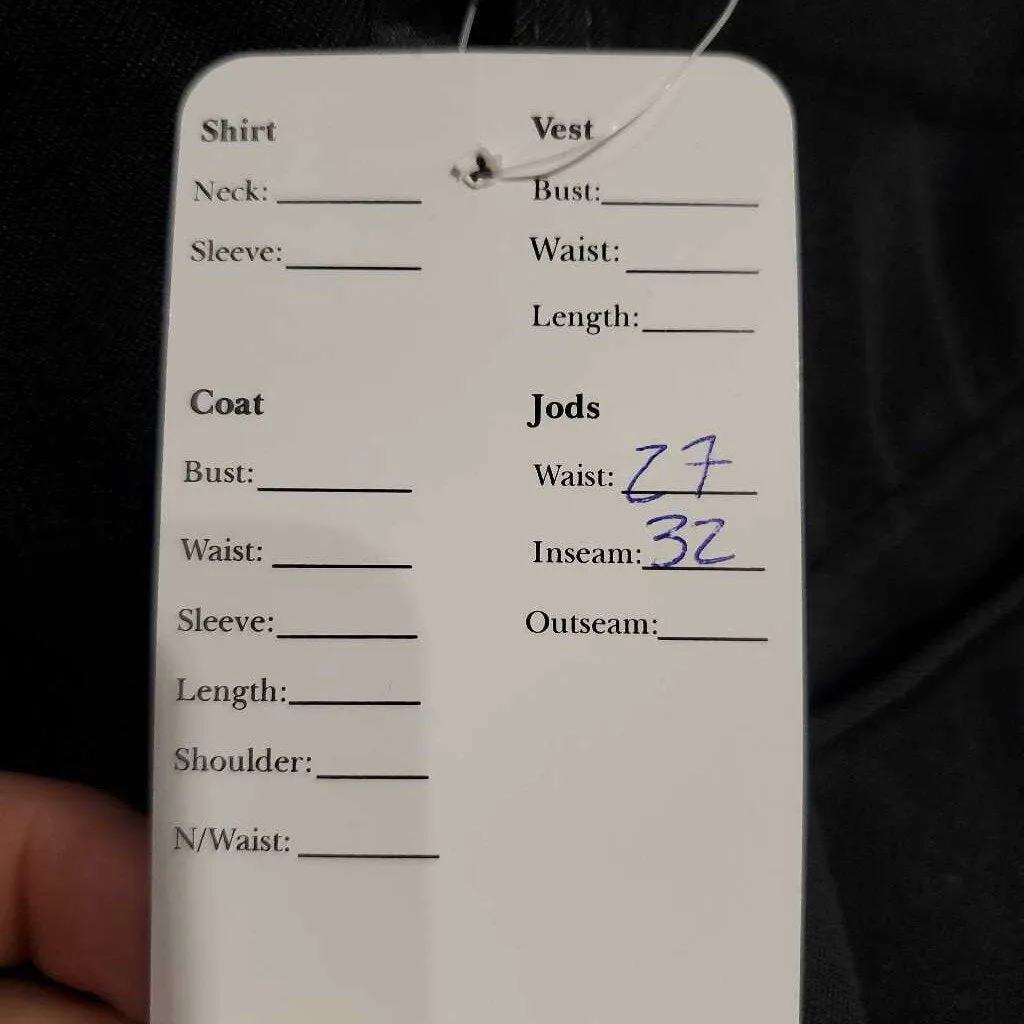 Shirt
Neck:
Sleeve:
Vest
Bust:
Waist:
Length:
Coat
Bust:
Waist:
Sleeve:
Length:
Shoulder:
N/Waist:
Jods
Waist: 27
Inseam: 32
Outseam: